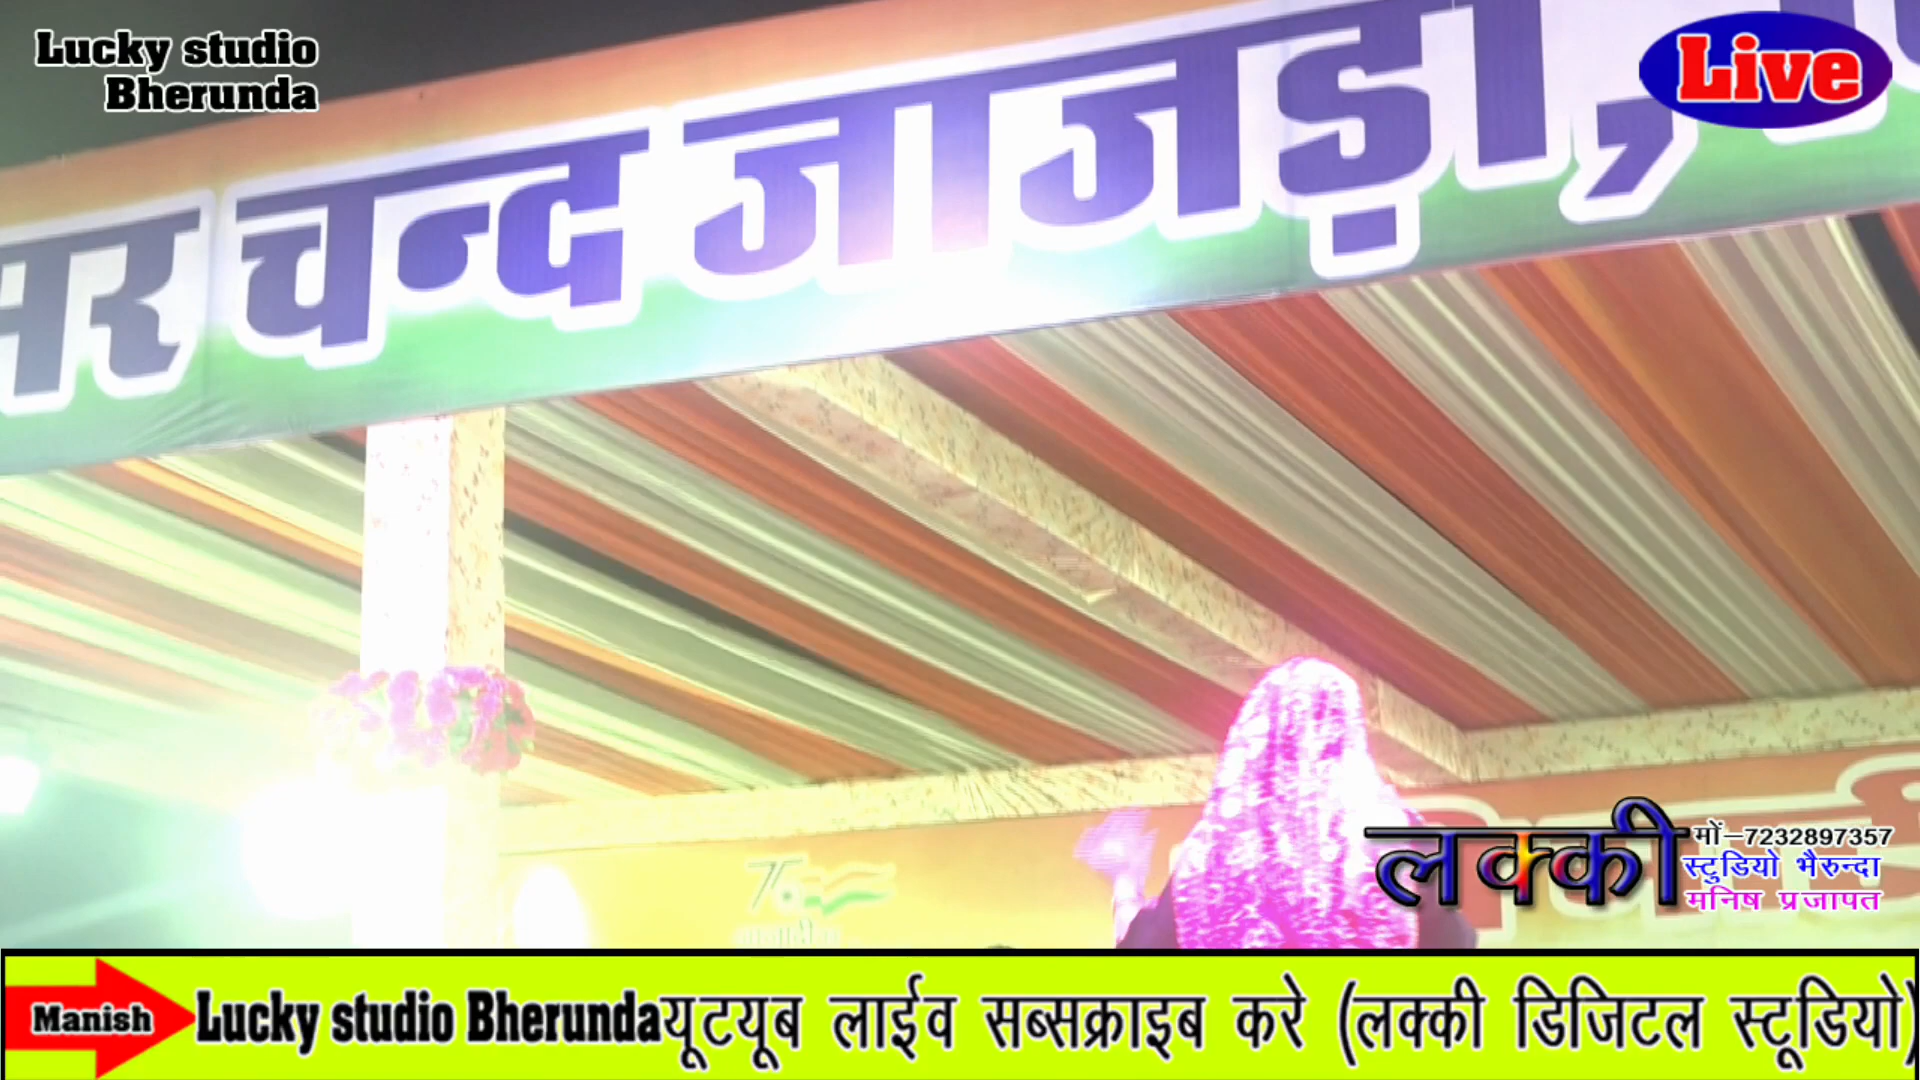 Lucky studio
Bherunda
Live
चन्द जाजड़ा,
75
लक्की
मों–7232897357
स्टुडियो भैरुन्दा
मनिष प्रजापत
Manish
Lucky studio Bherundaयूटयूब लाईव सब्सक्राइब करे (लक्की डिजिटल स्टूडियो)